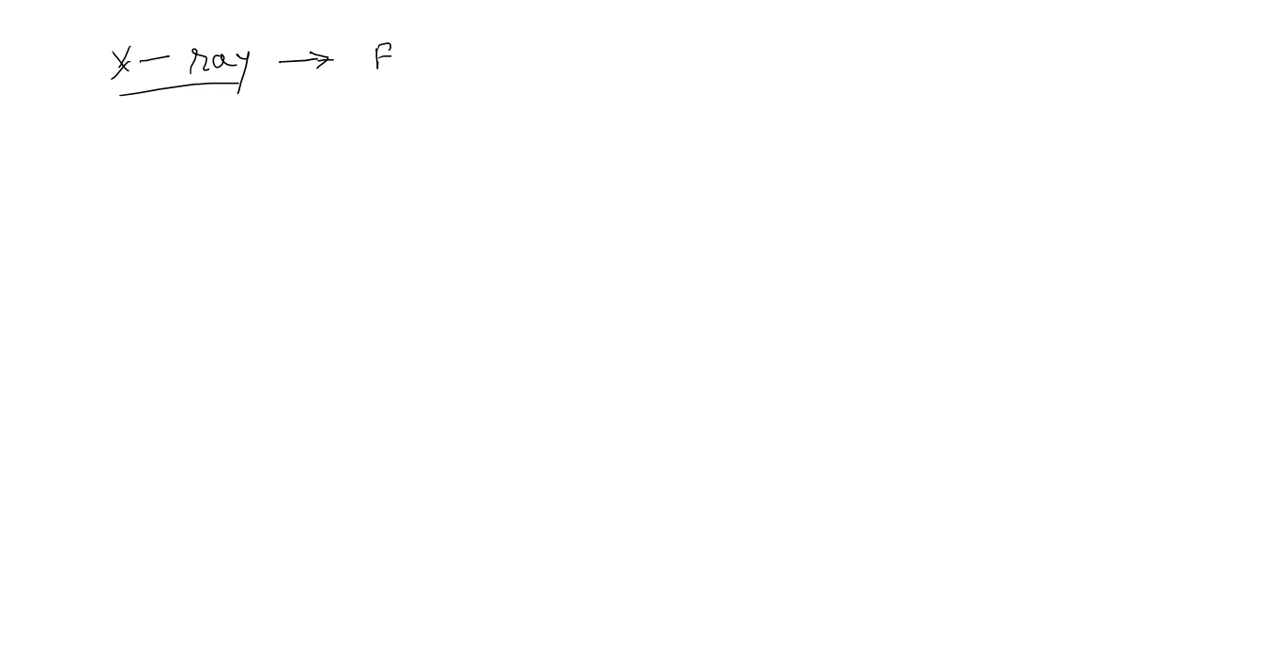 X - ray → F